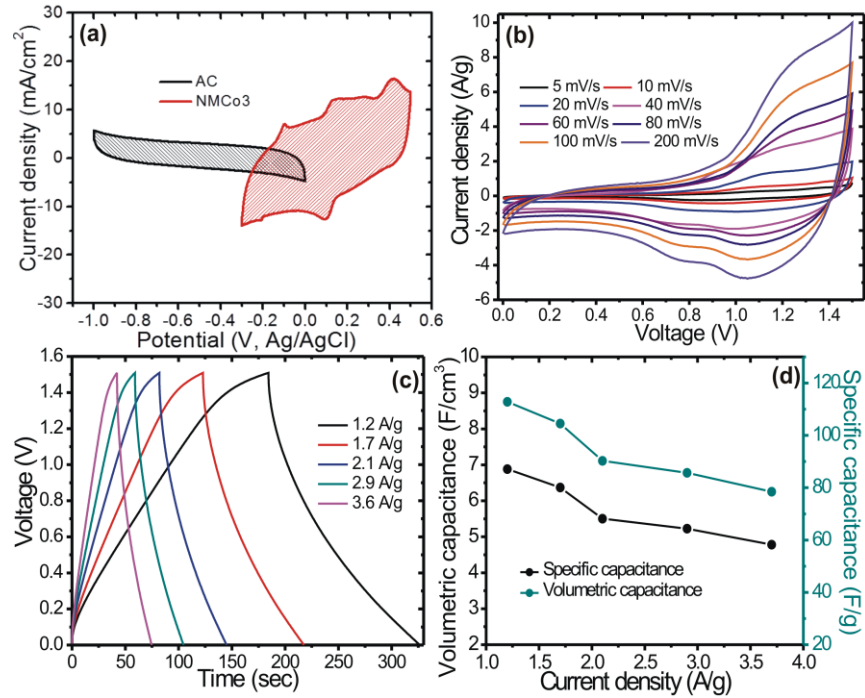 (a)
AC
NMCo3
Current density (mA/cm²)
30
20
10
0
-10
-20
-30
-1.0 -0.8 -0.6 -0.4 -0.2 0.0 0.2 0.4 0.6
Potential (V, Ag/AgCl)
(b)
5 mV/s 10 mV/s
20 mV/s 40 mV/s
60 mV/s 80 mV/s
100 mV/s 200 mV/s
Current density (A/g)
10
8
6
4
2
0
-2
-4
-6
0.0 0.2 0.4 0.6 0.8 1.0 1.2 1.4
Voltage (V)
(c)
1.2 A/g
1.7 A/g
2.1 A/g
2.9 A/g
3.6 A/g
Voltage (V)
1.6
1.4
1.2
1.0
0.8
0.6
0.4
0.2
0.0
0 50 100 150 200 250 300
Time (sec)
(d)
Volumetric capacitance (F/cm³)
10
9
8
7
6
5
4
3
2
Specific capacitance
Volumetric capacitance
1.0 1.5 2.0 2.5 3.0 3.5 4.0
Current density (A/g)
120
100
80
60
40
20
Specific capacitance (F/g)